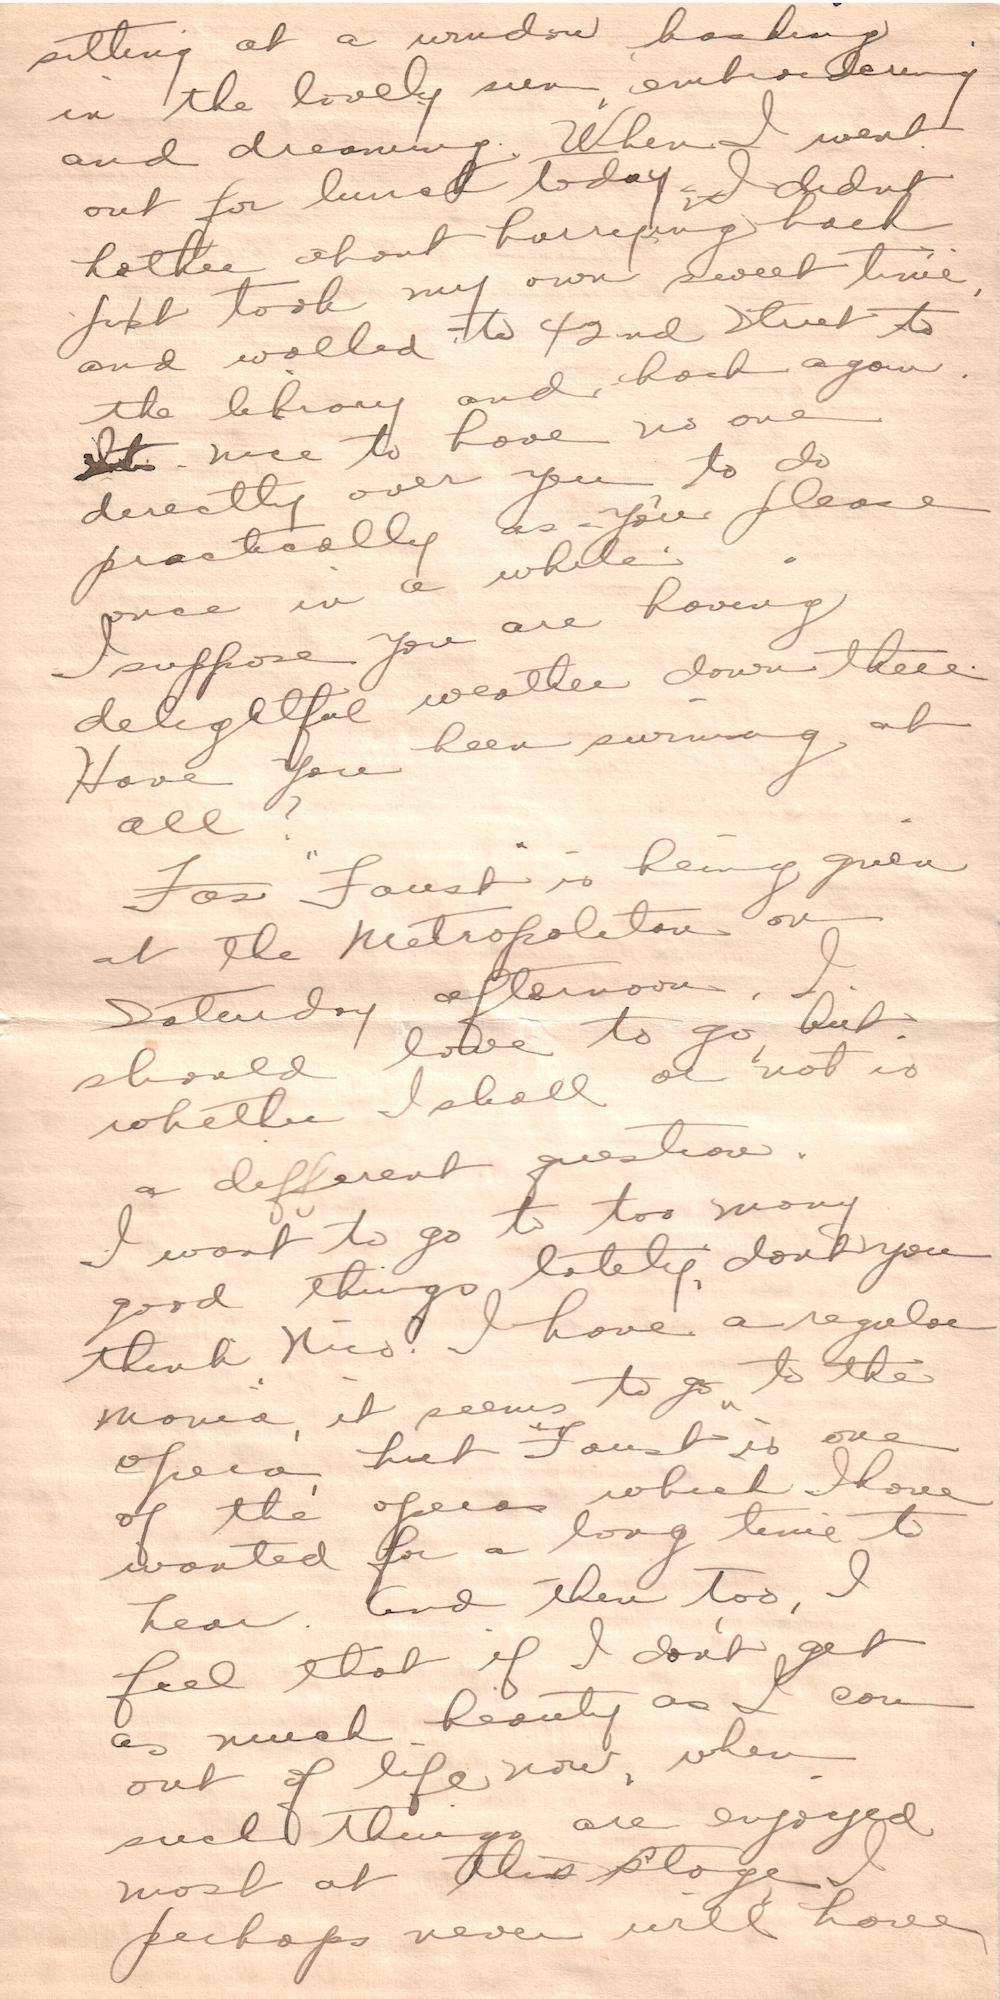 sitting at a window basking
in the lovely sun, embroidering
and dreaming. When I went
out for lunch today, I didn't
bother about hurrying back
just took my own sweet time,
and walked to 42nd Street to
the library and back again.
Its nice to have no one
directly over you to do
practically as you please
once in a while.
I suppose you are having
delightful weather down there.
Have you been swimming at
all?
Fas "Faust" is being given
at the Metropolitan on
Saturday afternoon. I
should love to go, but
whether I shall or not is
a different question.
I want to go to too many
good things lately, don't you
think, Nico? I have a regular
mania, it seems to go to the
opera, but "Faust" is one
of the operas which I have
wanted for a long time to
hear. And then too, I
feel that if I don't get
as much beauty as I can
out of life now, when
such things are enjoyed
most at this stage, I
perhaps never will have